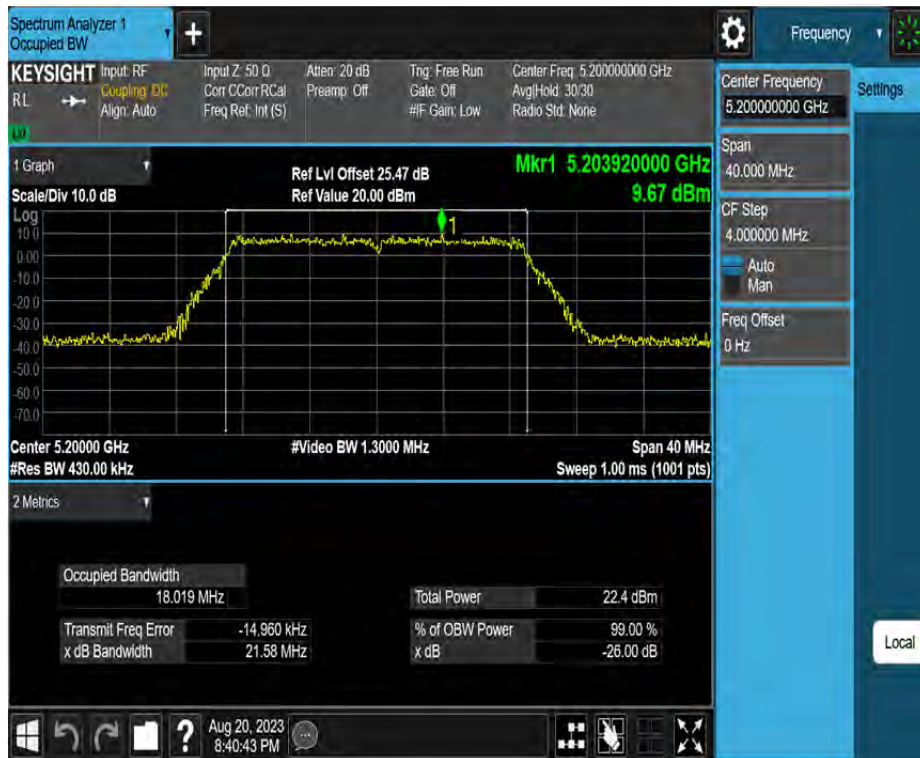 Spectrum Analyzer 1
Occupied BW
+
Frequency
KEYSIGHT
RL
Input: RF
Coupling: DC
Align: Auto
Input Z: 50 Ω
Corr CCorr RCal
Freq Ref: Int (S)
Atten: 20 dB
Preamp: Off
Trig: Free Run
Gate: Off
#IF Gain: Low
Center Freq: 5.200000000 GHz
Avg|Hold: 30/30
Radio Std: None
Center Frequency
5.200000000 GHz
Settings
Span
40.000 MHz
CF Step
4.000000 MHz
Auto
Man
Freq Offset
0 Hz
1 Graph
Scale/Div 10.0 dB
Ref Lvl Offset 25.47 dB
Ref Value 20.00 dBm
Mkr1 5.203920000 GHz
9.67 dBm
Log
10.0
0.00
-10.0
-20.0
-30.0
-40.0
-50.0
-60.0
-70.0
1
Center 5.20000 GHz
#Res BW 430.00 kHz
#Video BW 1.3000 MHz
Span 40 MHz
Sweep 1.00 ms (1001 pts)
2 Metrics
Occupied Bandwidth
18.019 MHz
Total Power 22.4 dBm
Transmit Freq Error -14.960 kHz
% of OBW Power 99.00 %
x dB Bandwidth 21.58 MHz
x dB -26.00 dB
Local
?
Aug 20, 2023
8:40:43 PM